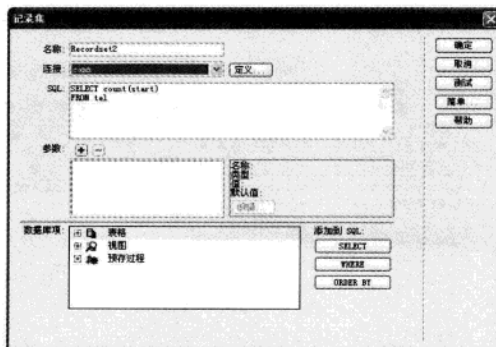 记录集
名称: Recordset2
连接:
定义...
SQL: SELECT count(start)
FROM tel
参数:
名称:
类型:
值:
默认值:
编辑
数据库项:
表格
视图
预存过程
添加到 SQL:
SELECT
WHERE
ORDER BY
确定
取消
测试
简单...
帮助